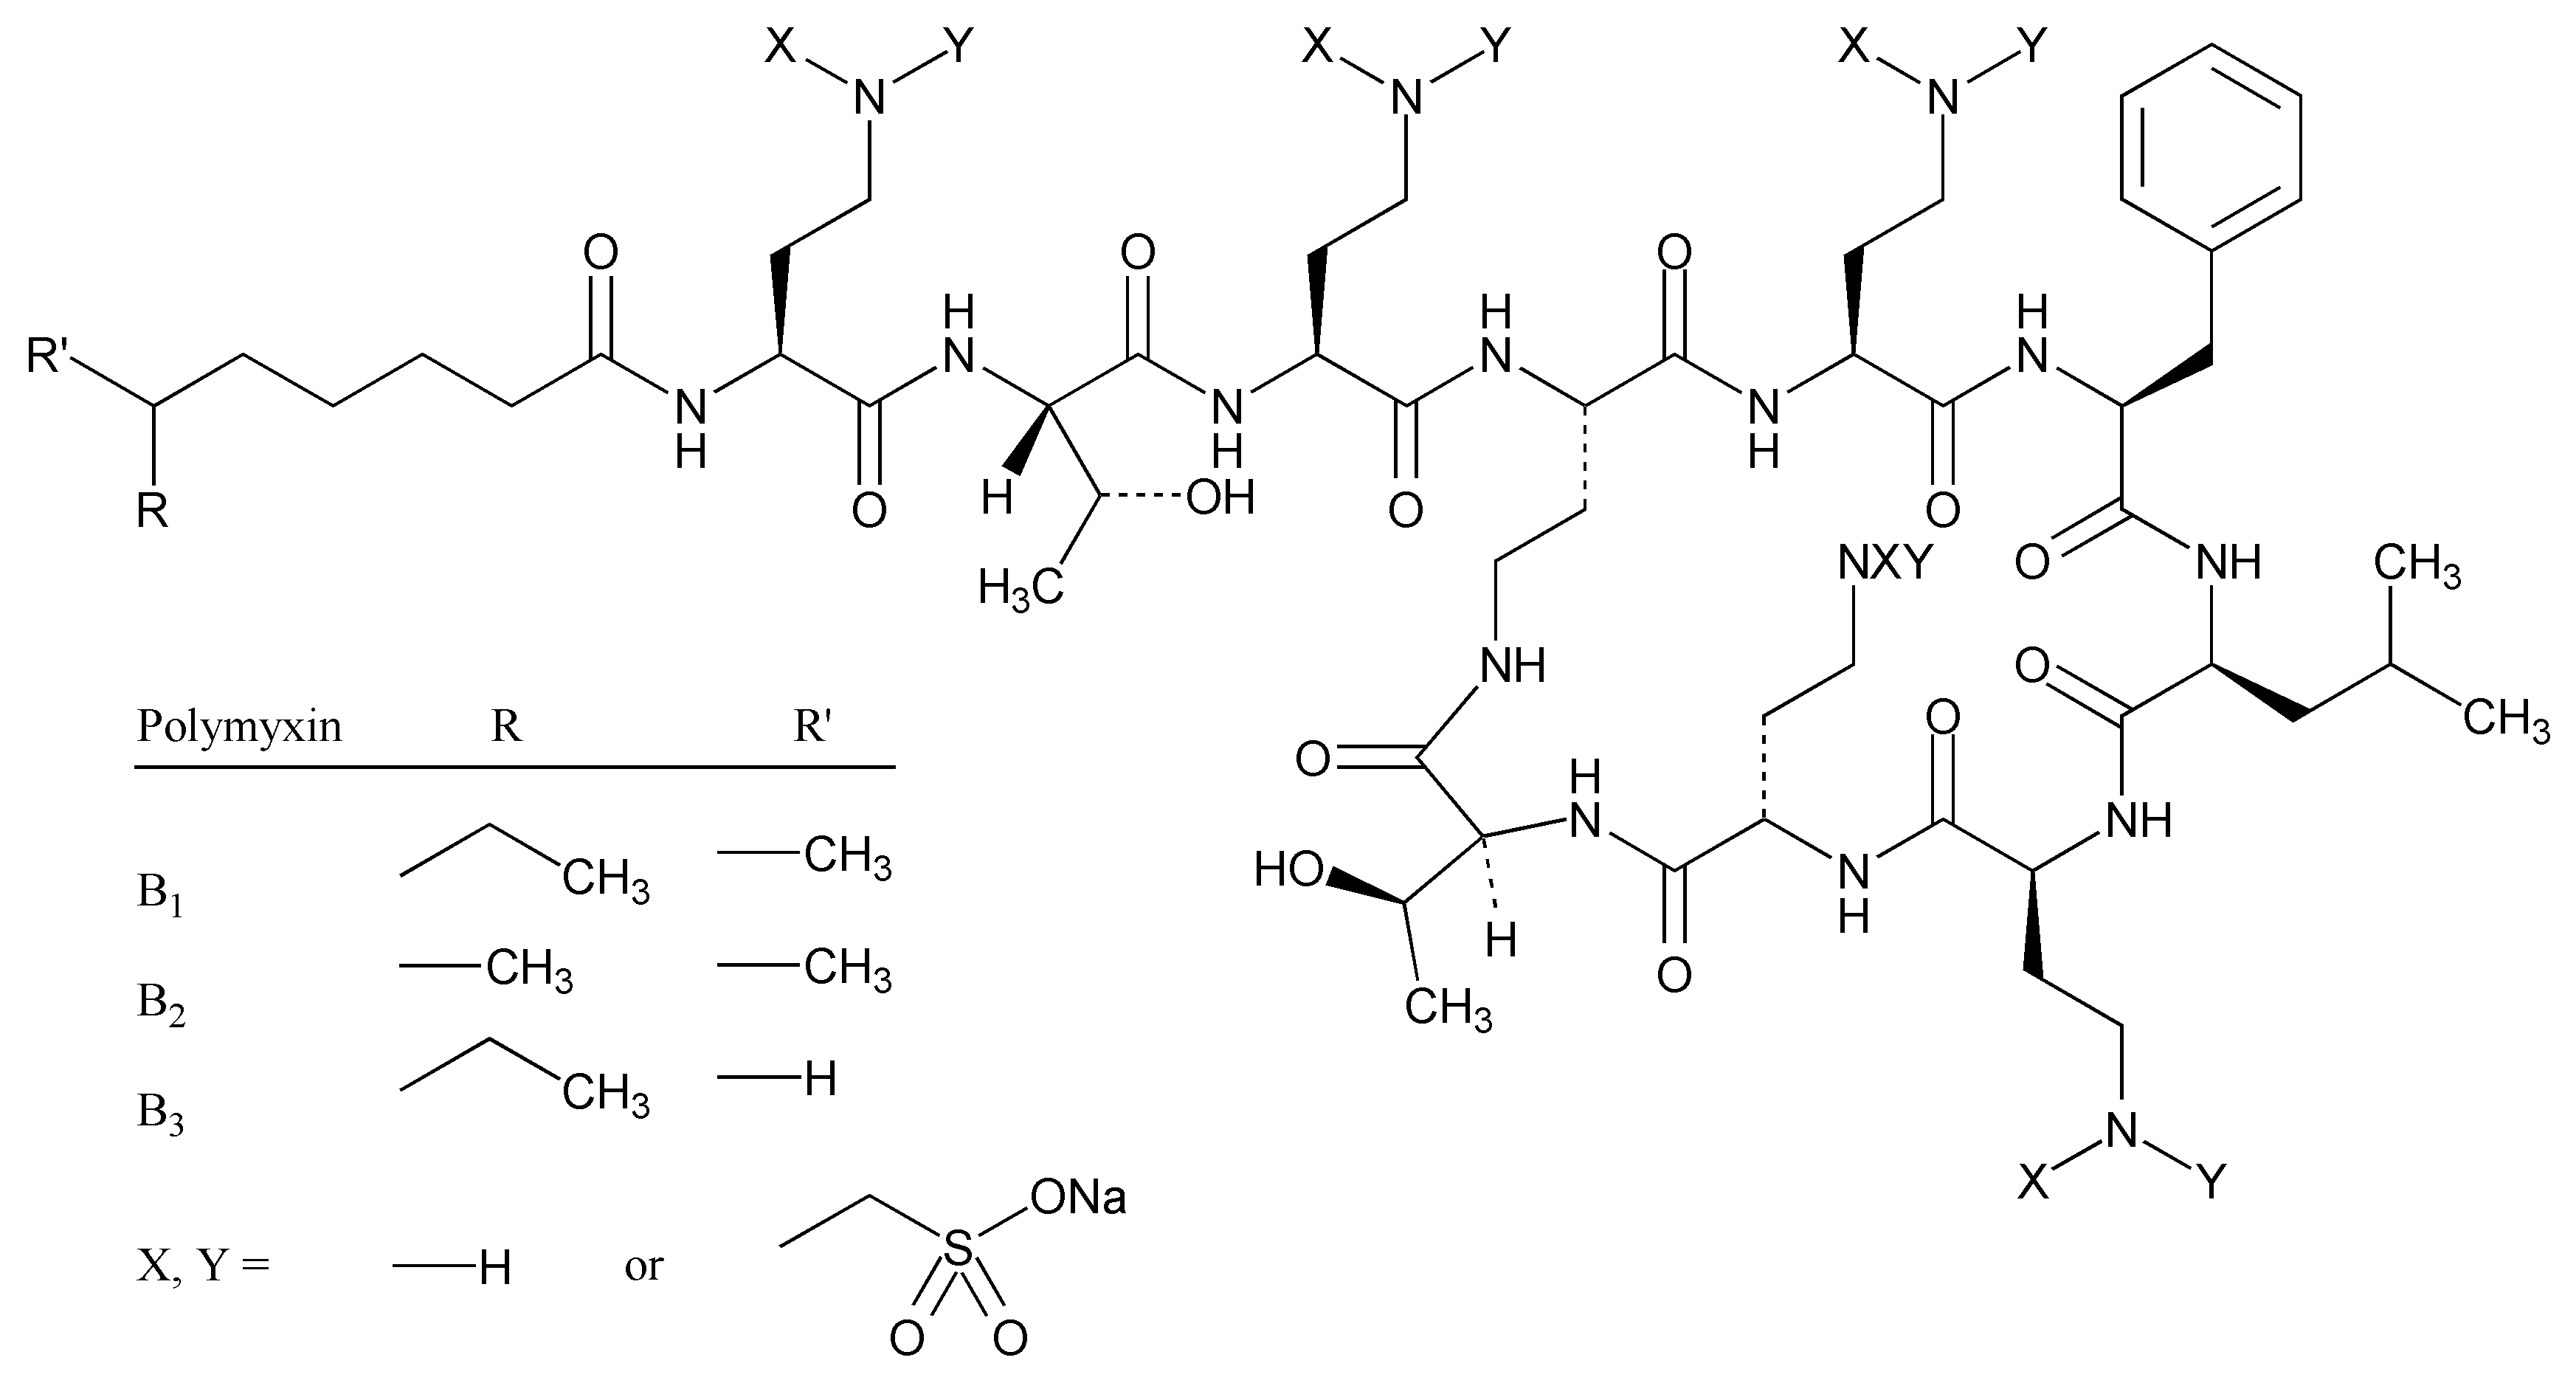 X Y X Y X Y
N N N
O O O
H H H
R' N N N
N N N
H H H
R H OH O O O
O NXY O NH CH3
H3C
NH O CH3
Polymyxin R R' O
O H
N NH
HO N
B1 CH3 CH3 H
H O
CH3
B2 CH3 CH3
B3 CH3 H N
X Y
ONa
X, Y = H or S
O O